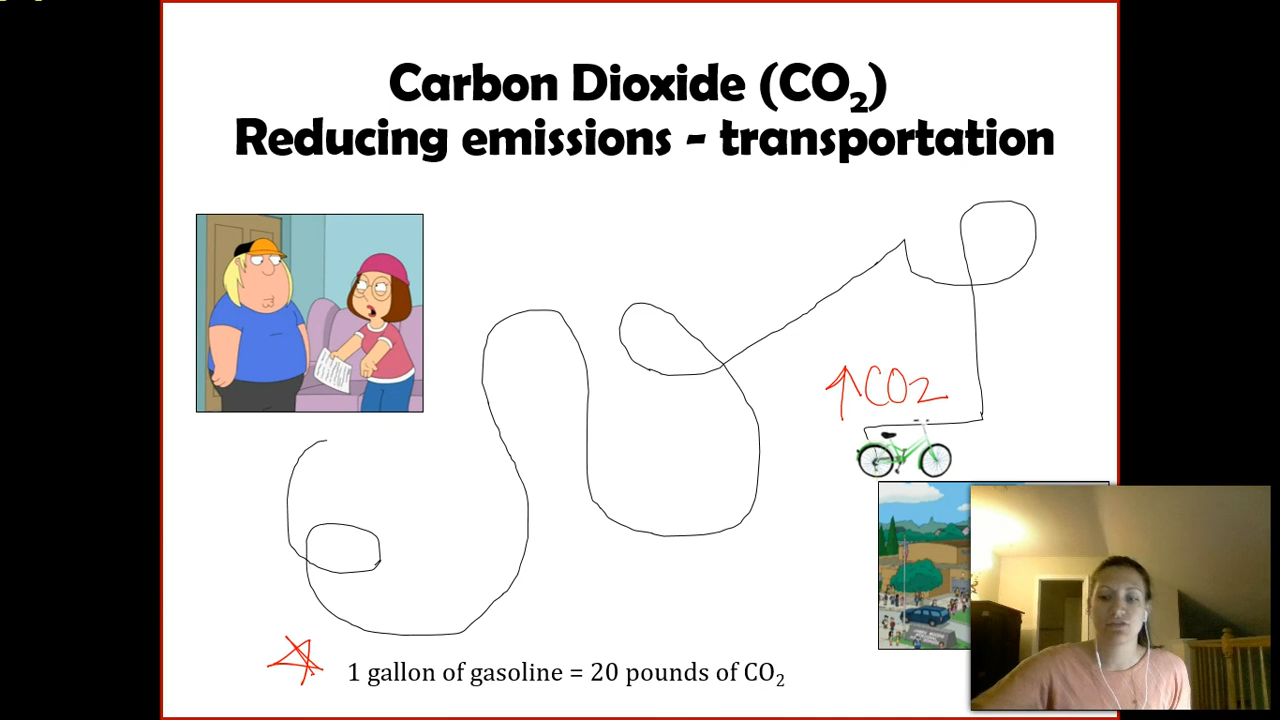 Carbon Dioxide (CO₂)
Reducing emissions - transportation
↑CO2
1 gallon of gasoline = 20 pounds of CO₂